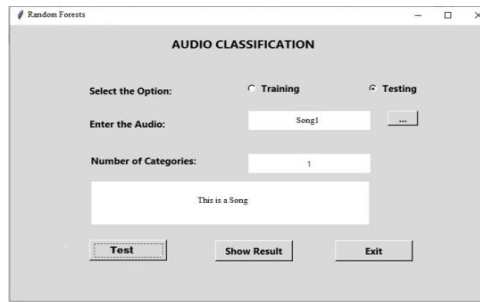 Random Forests
AUDIO CLASSIFICATION
Select the Option: Training Testing
Enter the Audio: Song1 ...
Number of Categories: 1
This is a Song
Test Show Result Exit